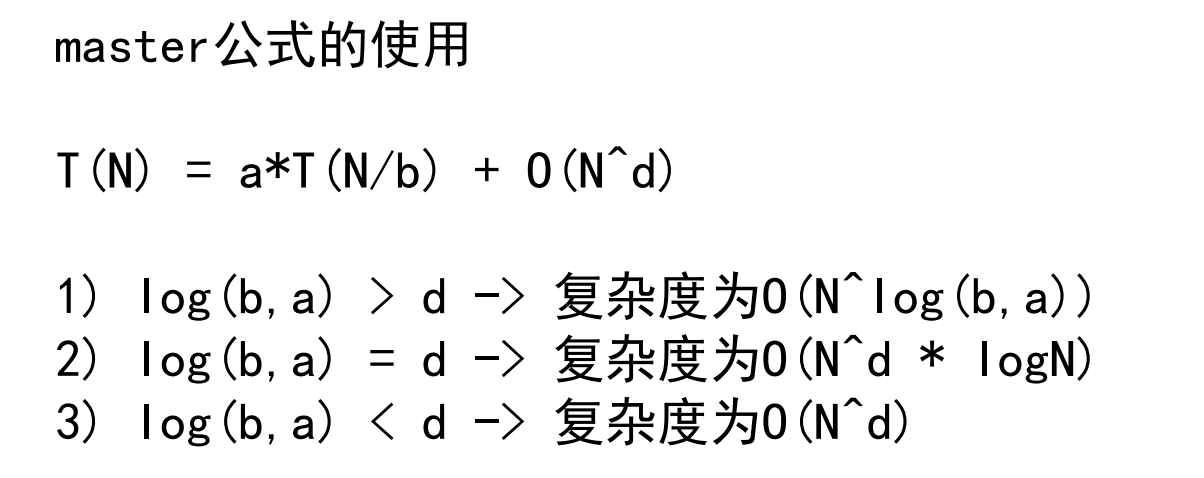 master公式的使用
T(N) = a*T(N/b) + O(N^d)
1) log(b,a) > d -> 复杂度为O(N^log(b,a))
2) log(b,a) = d -> 复杂度为O(N^d * logN)
3) log(b,a) < d -> 复杂度为O(N^d)